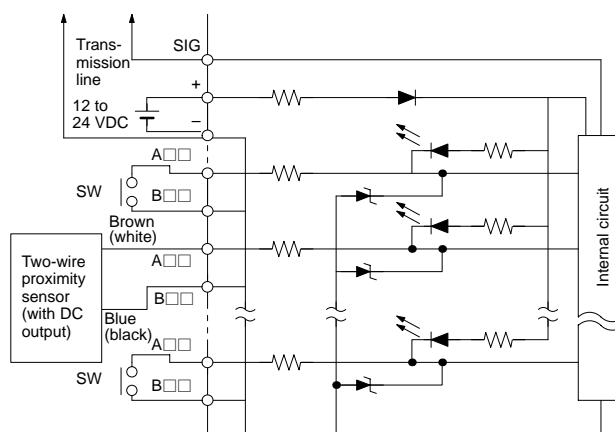 Trans-
mission
line
SIG
+
12 to
24 VDC
−
A□□
SW
B□□
Brown
(white)
Two-wire
proximity
sensor
(with DC
output)
A□□
B□□
Blue
(black)
A□□
SW
B□□
Internal circuit